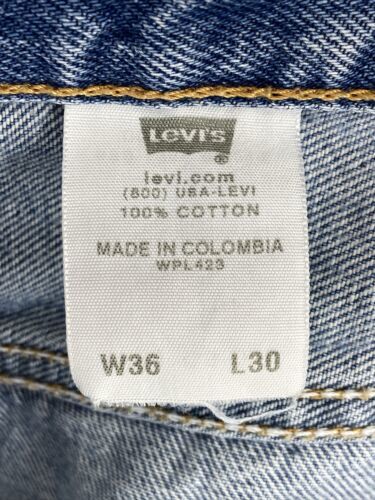 LEVI'S
®
levi.com
(800) USA-LEVI
100% COTTON
MADE IN COLOMBIA
WPL423
W36 L30